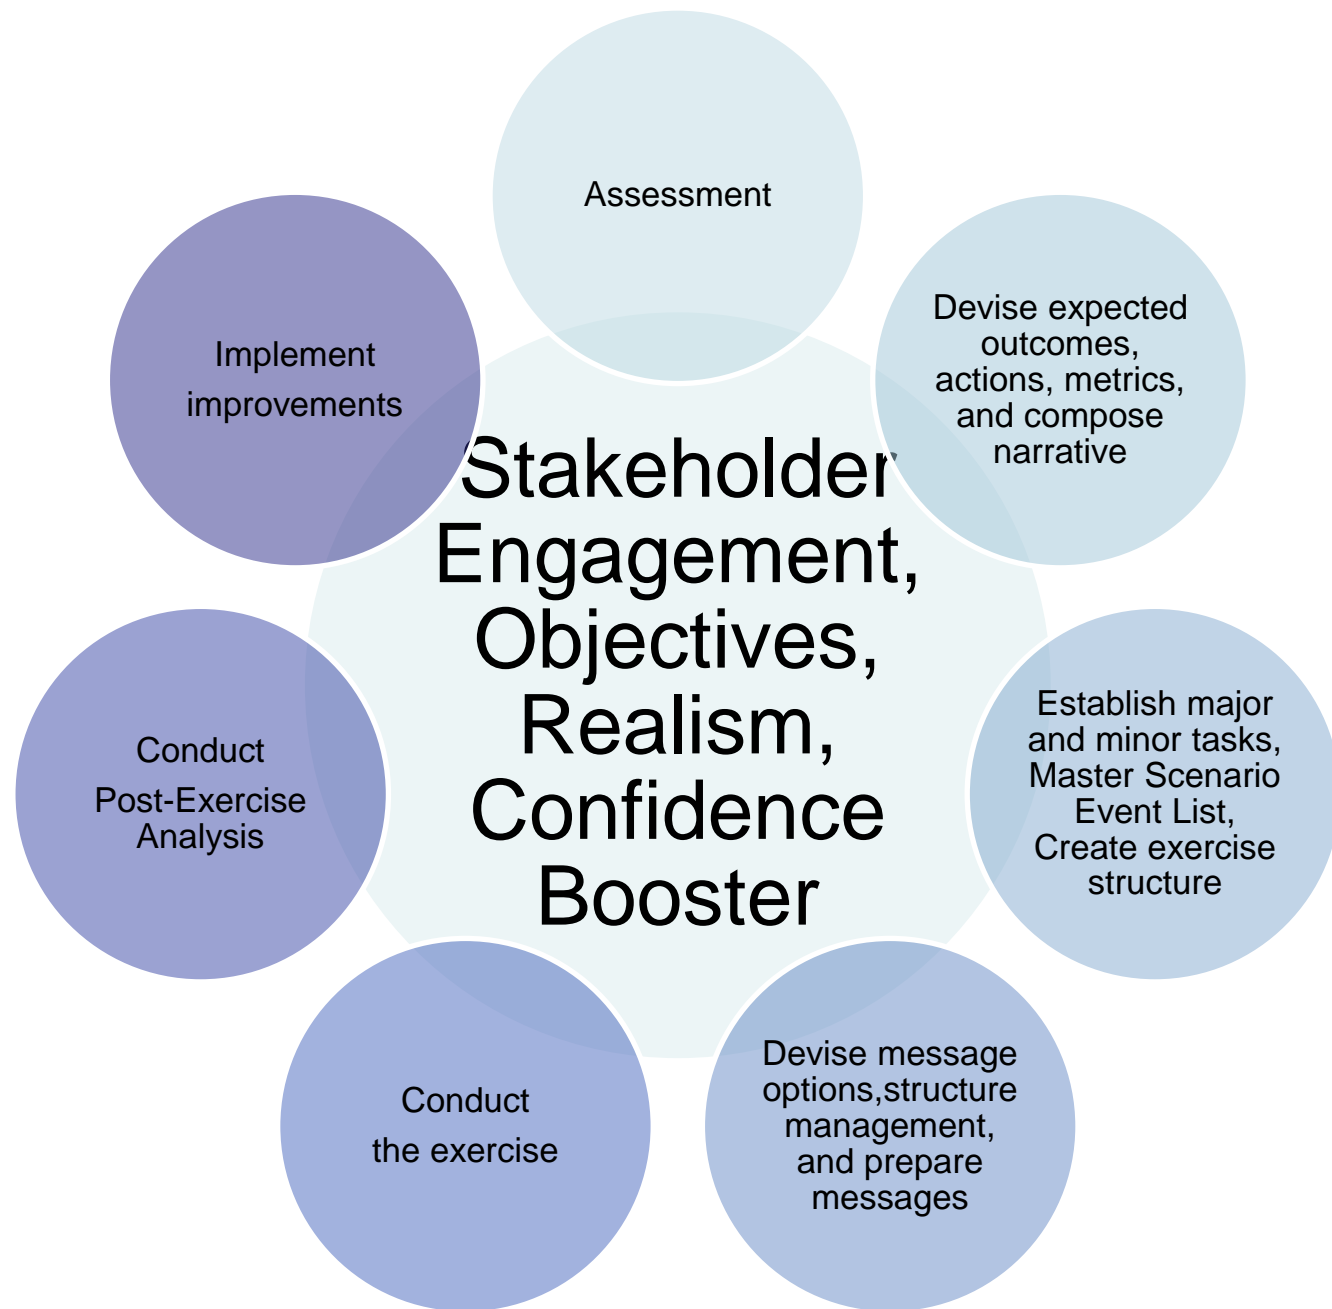 Assessment
Devise expected
outcomes,
actions, metrics,
and compose
narrative
Establish major
and minor tasks,
Master Scenario
Event List,
Create exercise
structure
Devise message
options,structure
management,
and prepare
messages
Conduct
the exercise
Conduct
Post-Exercise
Analysis
Implement
improvements
Stakeholder
Engagement,
Objectives,
Realism,
Confidence
Booster